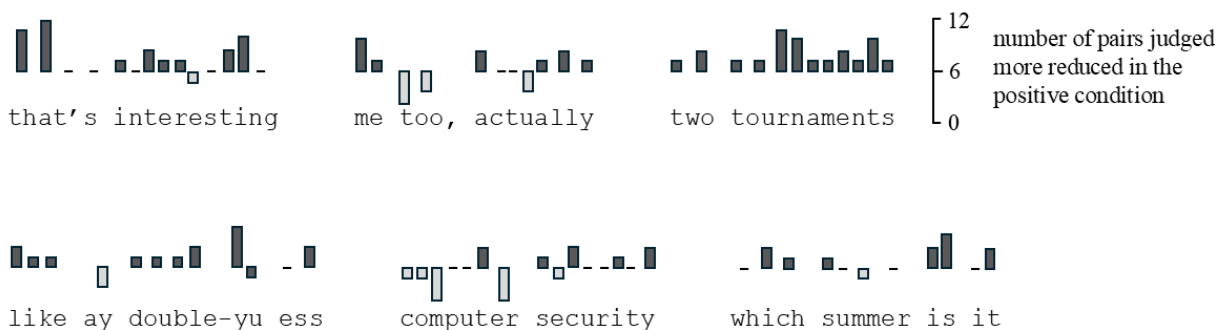 that's interesting me too, actually two tournaments
12
6
0
number of pairs judged
more reduced in the
positive condition
like ay double-yu ess computer security which summer is it